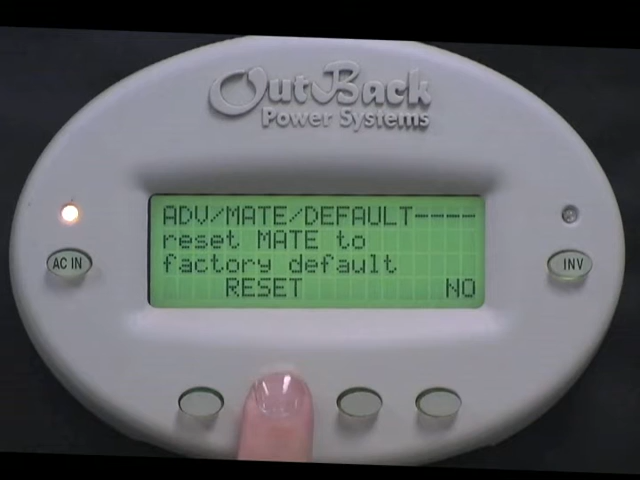 OutBack
Power Systems
ADV/MATE/DEFAULT----
reset MATE to
factory default
RESET NO
AC IN
INV